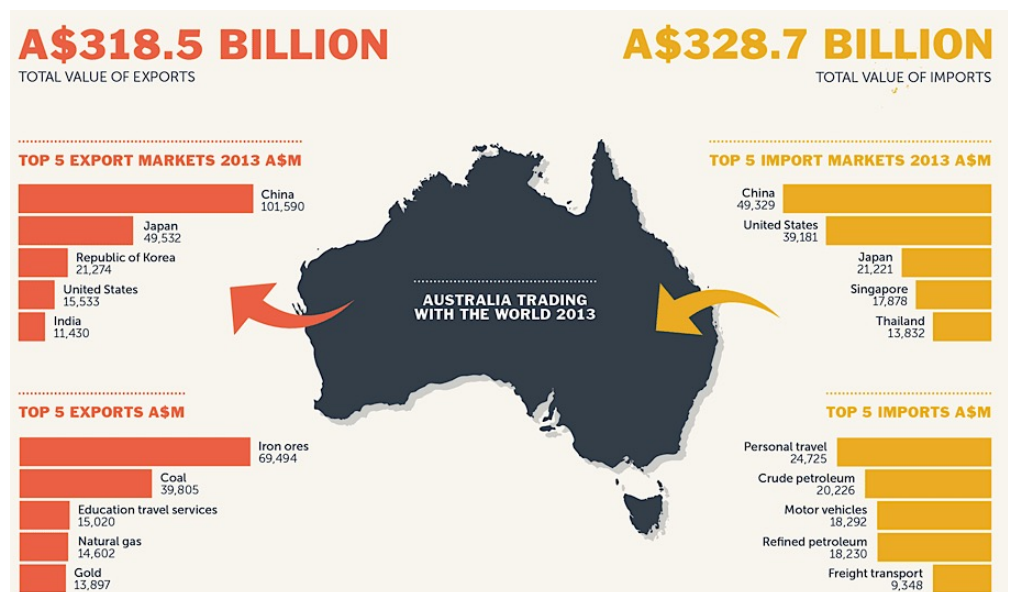 A$318.5 BILLION
TOTAL VALUE OF EXPORTS
A$328.7 BILLION
TOTAL VALUE OF IMPORTS
TOP 5 EXPORT MARKETS 2013 A$M
China
101,590
Japan
49,532
Republic of Korea
21,274
United States
15,533
India
11,430
TOP 5 IMPORT MARKETS 2013 A$M
China
49,329
United States
39,181
Japan
21,221
Singapore
17,878
Thailand
13,832
AUSTRALIA TRADING
WITH THE WORLD 2013
TOP 5 EXPORTS A$M
Iron ores
69,494
Coal
39,805
Education travel services
15,020
Natural gas
14,602
Gold
13,897
TOP 5 IMPORTS A$M
Personal travel
24,725
Crude petroleum
20,226
Motor vehicles
18,292
Refined petroleum
18,230
Freight transport
9,348